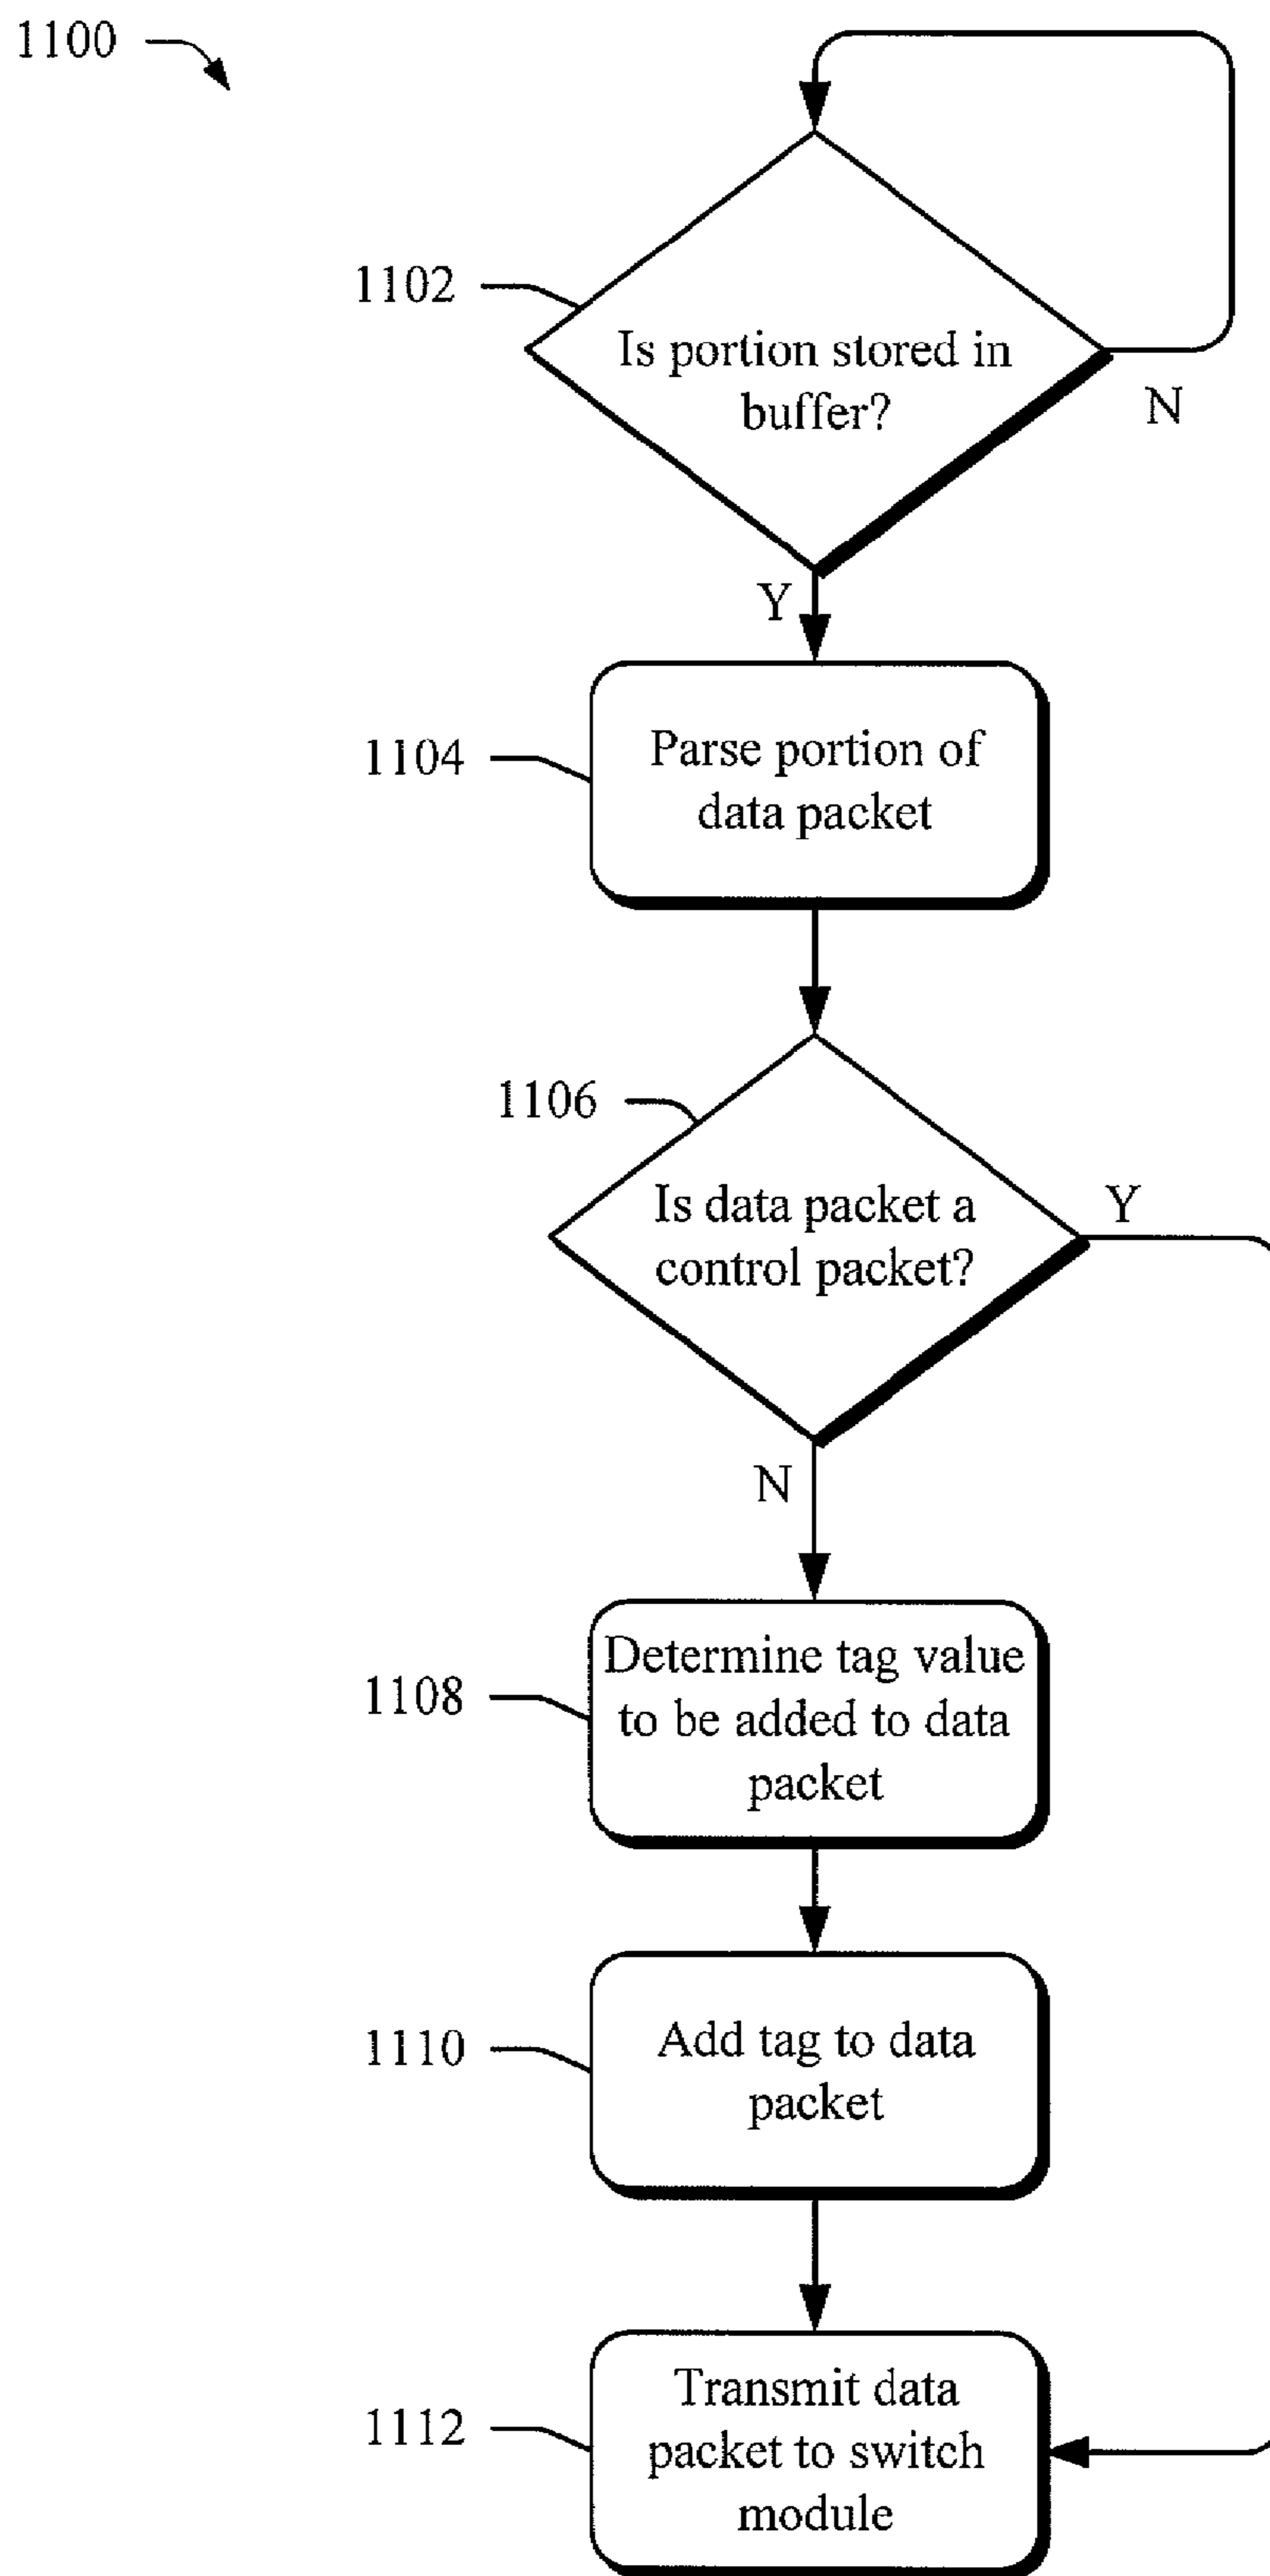 1100
1102
Is portion stored in
buffer?
N
Y
1104
Parse portion of
data packet
1106
Is data packet a
control packet?
Y
N
1108
Determine tag value
to be added to data
packet
1110
Add tag to data
packet
1112
Transmit data
packet to switch
module